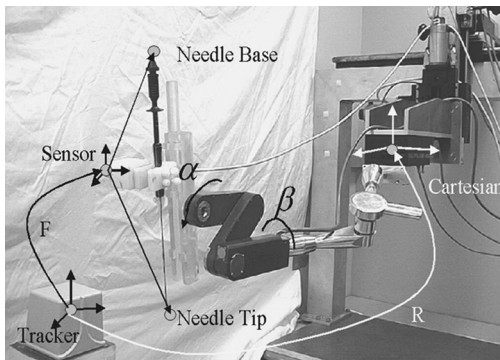 Needle Base
Sensor
α
β
Cartesian
F
Needle Tip
R
Tracker